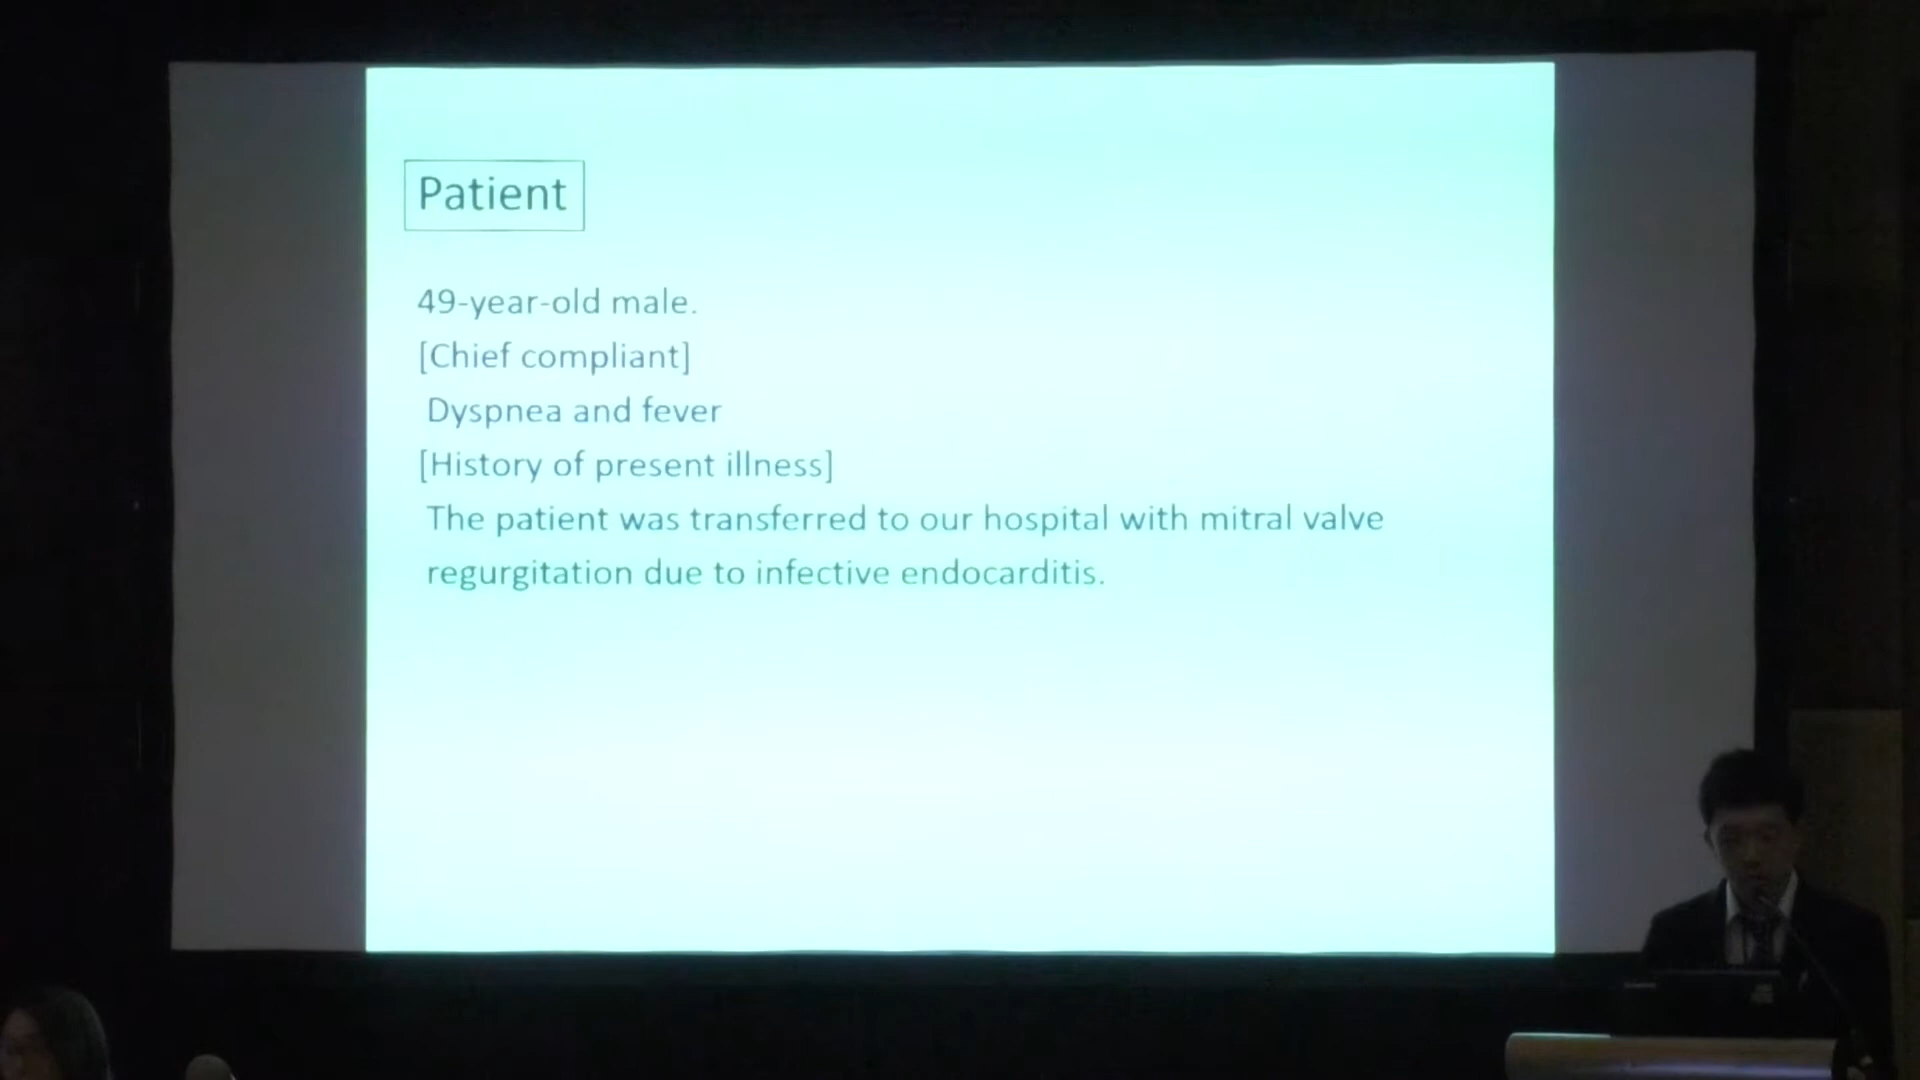 Patient
49-year-old male.
[Chief compliant]
Dyspnea and fever
[History of present illness]
The patient was transferred to our hospital with mitral valve
regurgitation due to infective endocarditis.